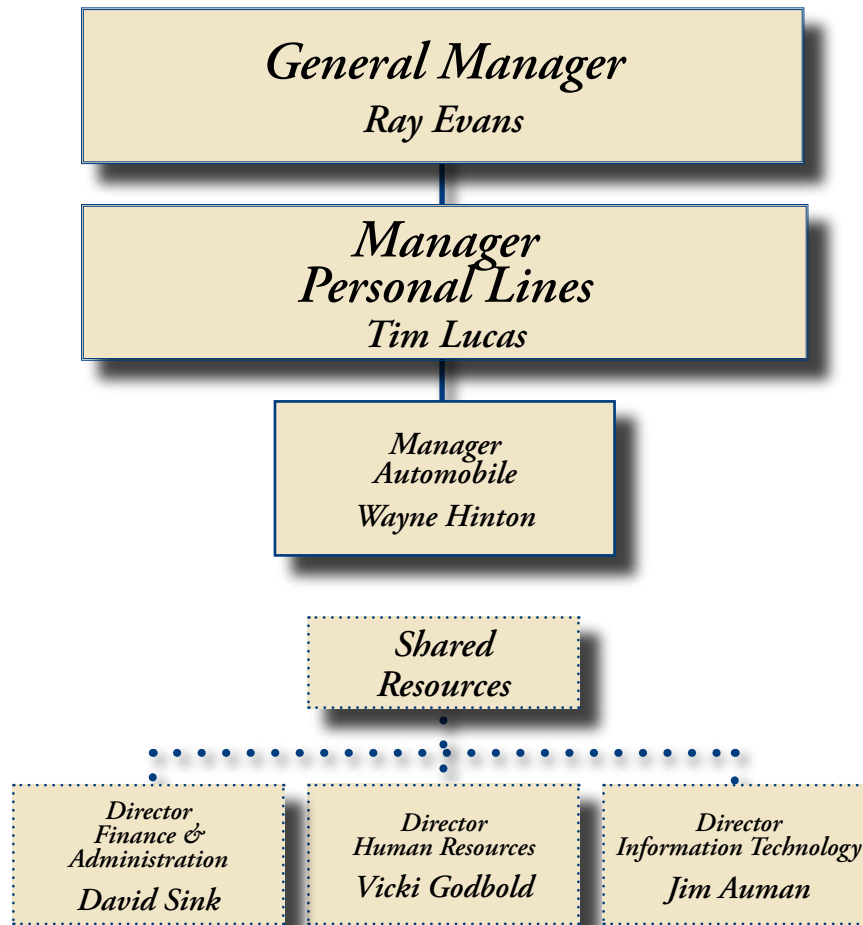 General Manager
Ray Evans
Manager
Personal Lines
Tim Lucas
Manager
Automobile
Wayne Hinton
Shared
Resources
Director
Finance &
Administration
David Sink
Director
Human Resources
Vicki Godbold
Director
Information Technology
Jim Auman